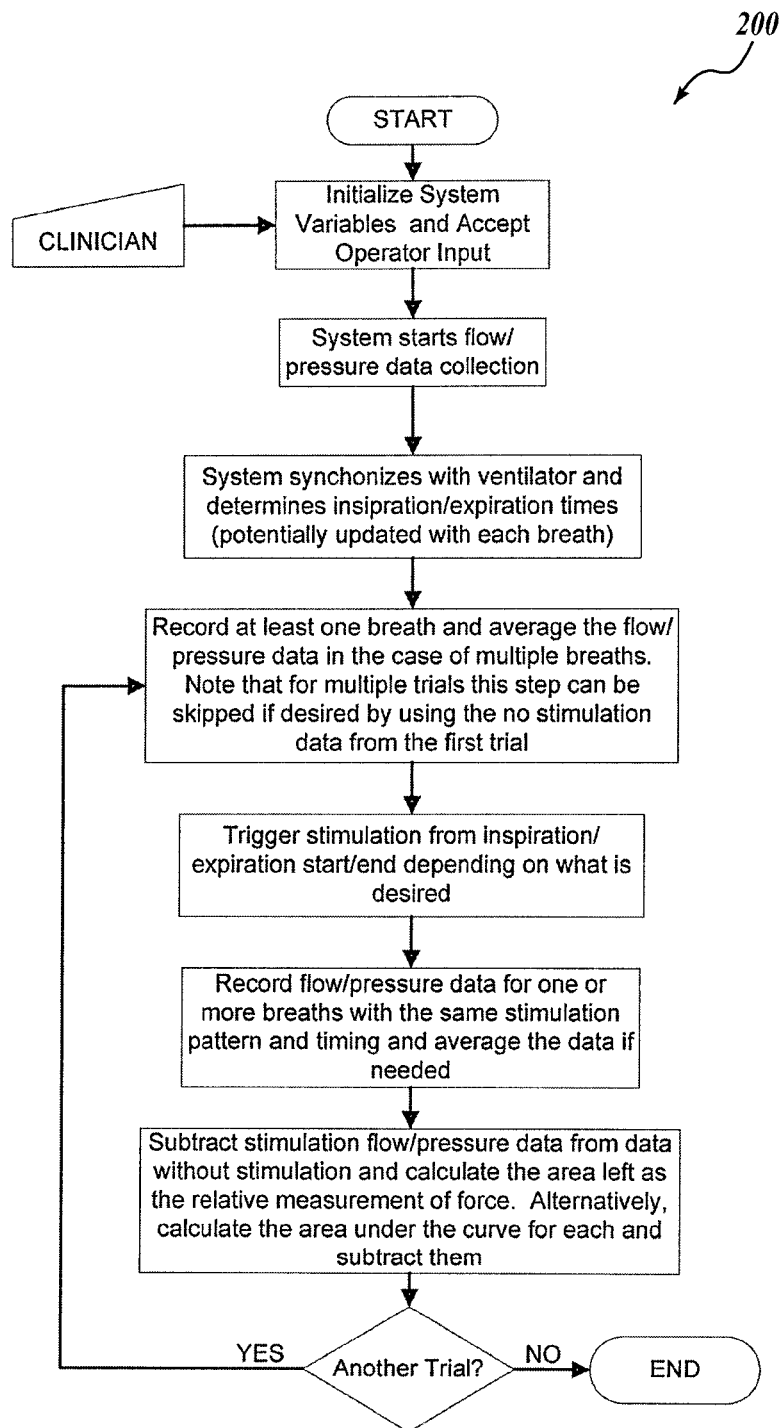 200
START
Initialize System
Variables and Accept
Operator Input
CLINICIAN
System starts flow/
pressure data collection
System synchonizes with ventilator and
determines insipration/expiration times
(potentially updated with each breath)
Record at least one breath and average the flow/
pressure data in the case of multiple breaths.
Note that for multiple trials this step can be
skipped if desired by using the no stimulation
data from the first trial
Trigger stimulation from inspiration/
expiration start/end depending on what is
desired
Record flow/pressure data for one or
more breaths with the same stimulation
pattern and timing and average the data if
needed
Subtract stimulation flow/pressure data from data
without stimulation and calculate the area left as
the relative measurement of force. Alternatively,
calculate the area under the curve for each and
subtract them
YES
Another Trial?
NO
END